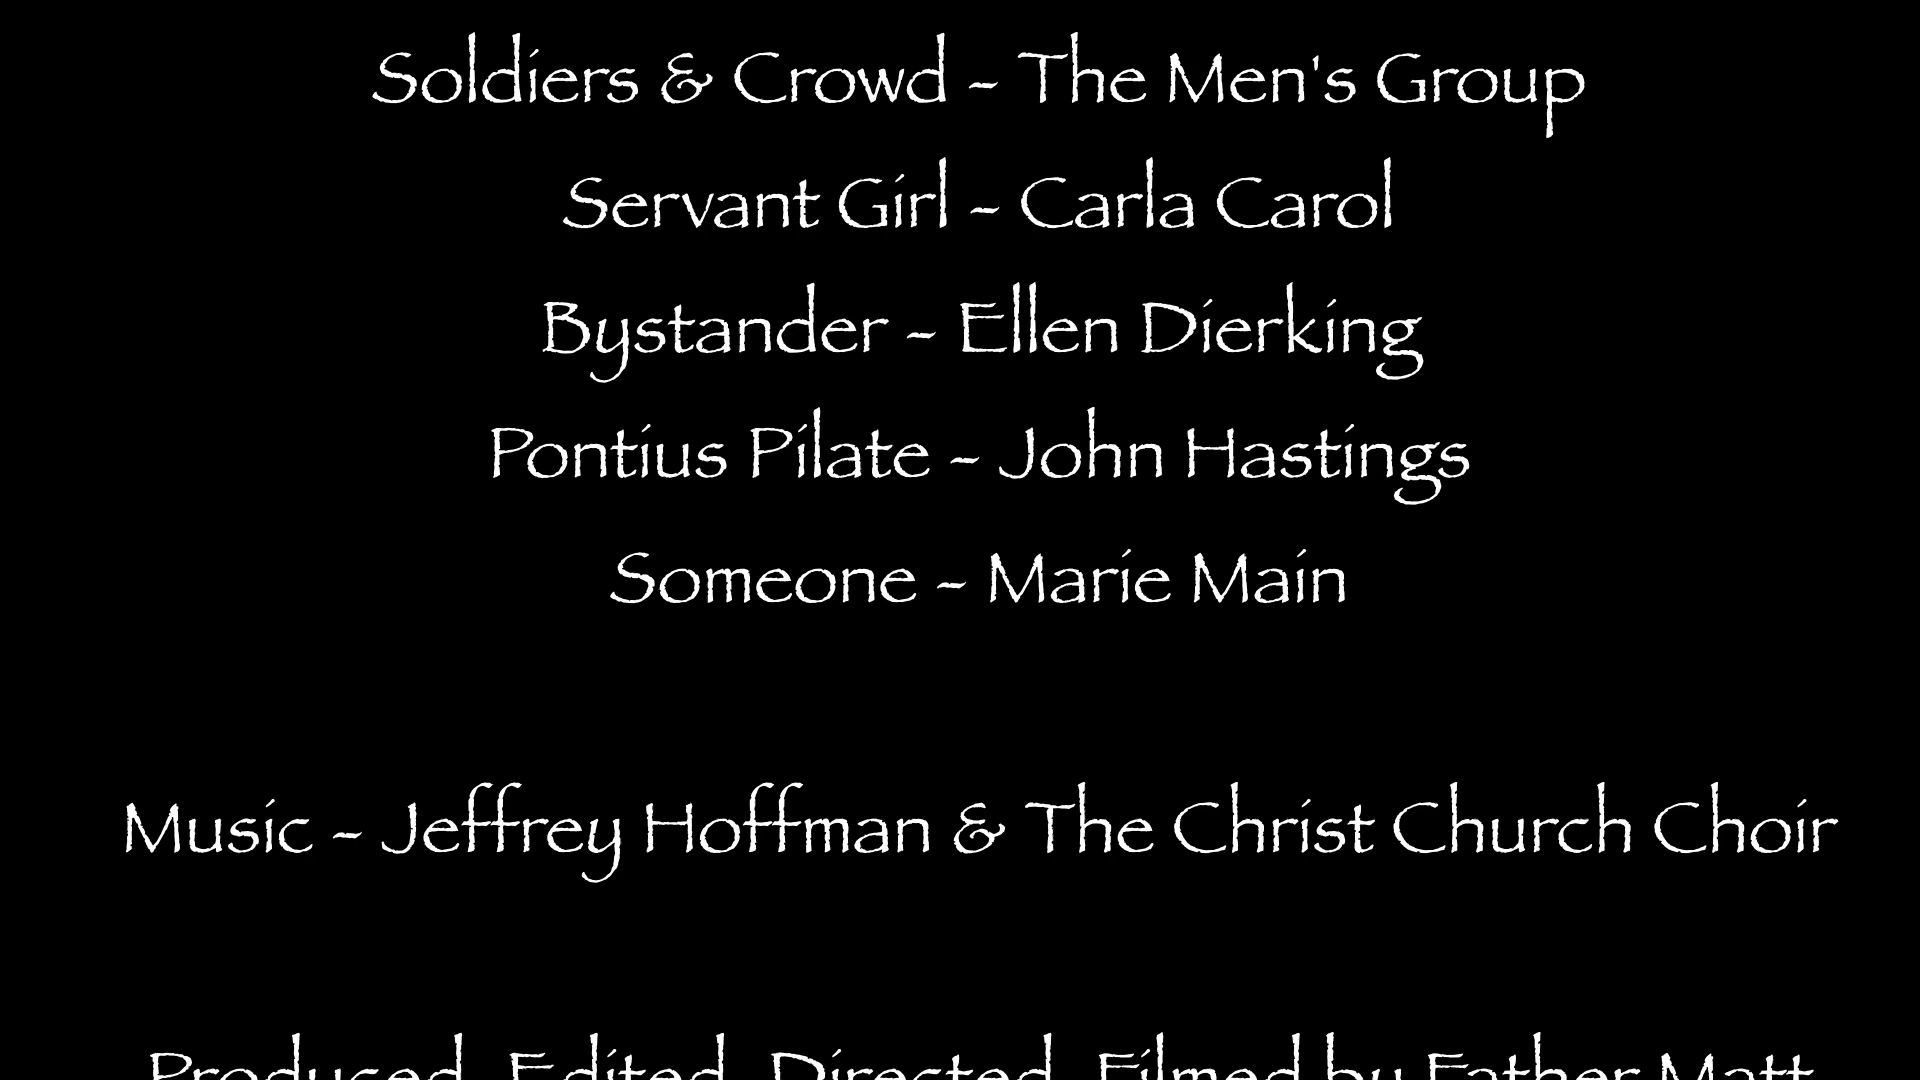 Soldiers & Crowd - The Men's Group
Servant Girl - Carla Carol
Bystander - Ellen Dierking
Pontius Pilate - John Hastings
Someone - Marie Main
Music - Jeffrey Hoffman & The Christ Church Choir
Produced, Edited, Directed, Filmed by Father Matt